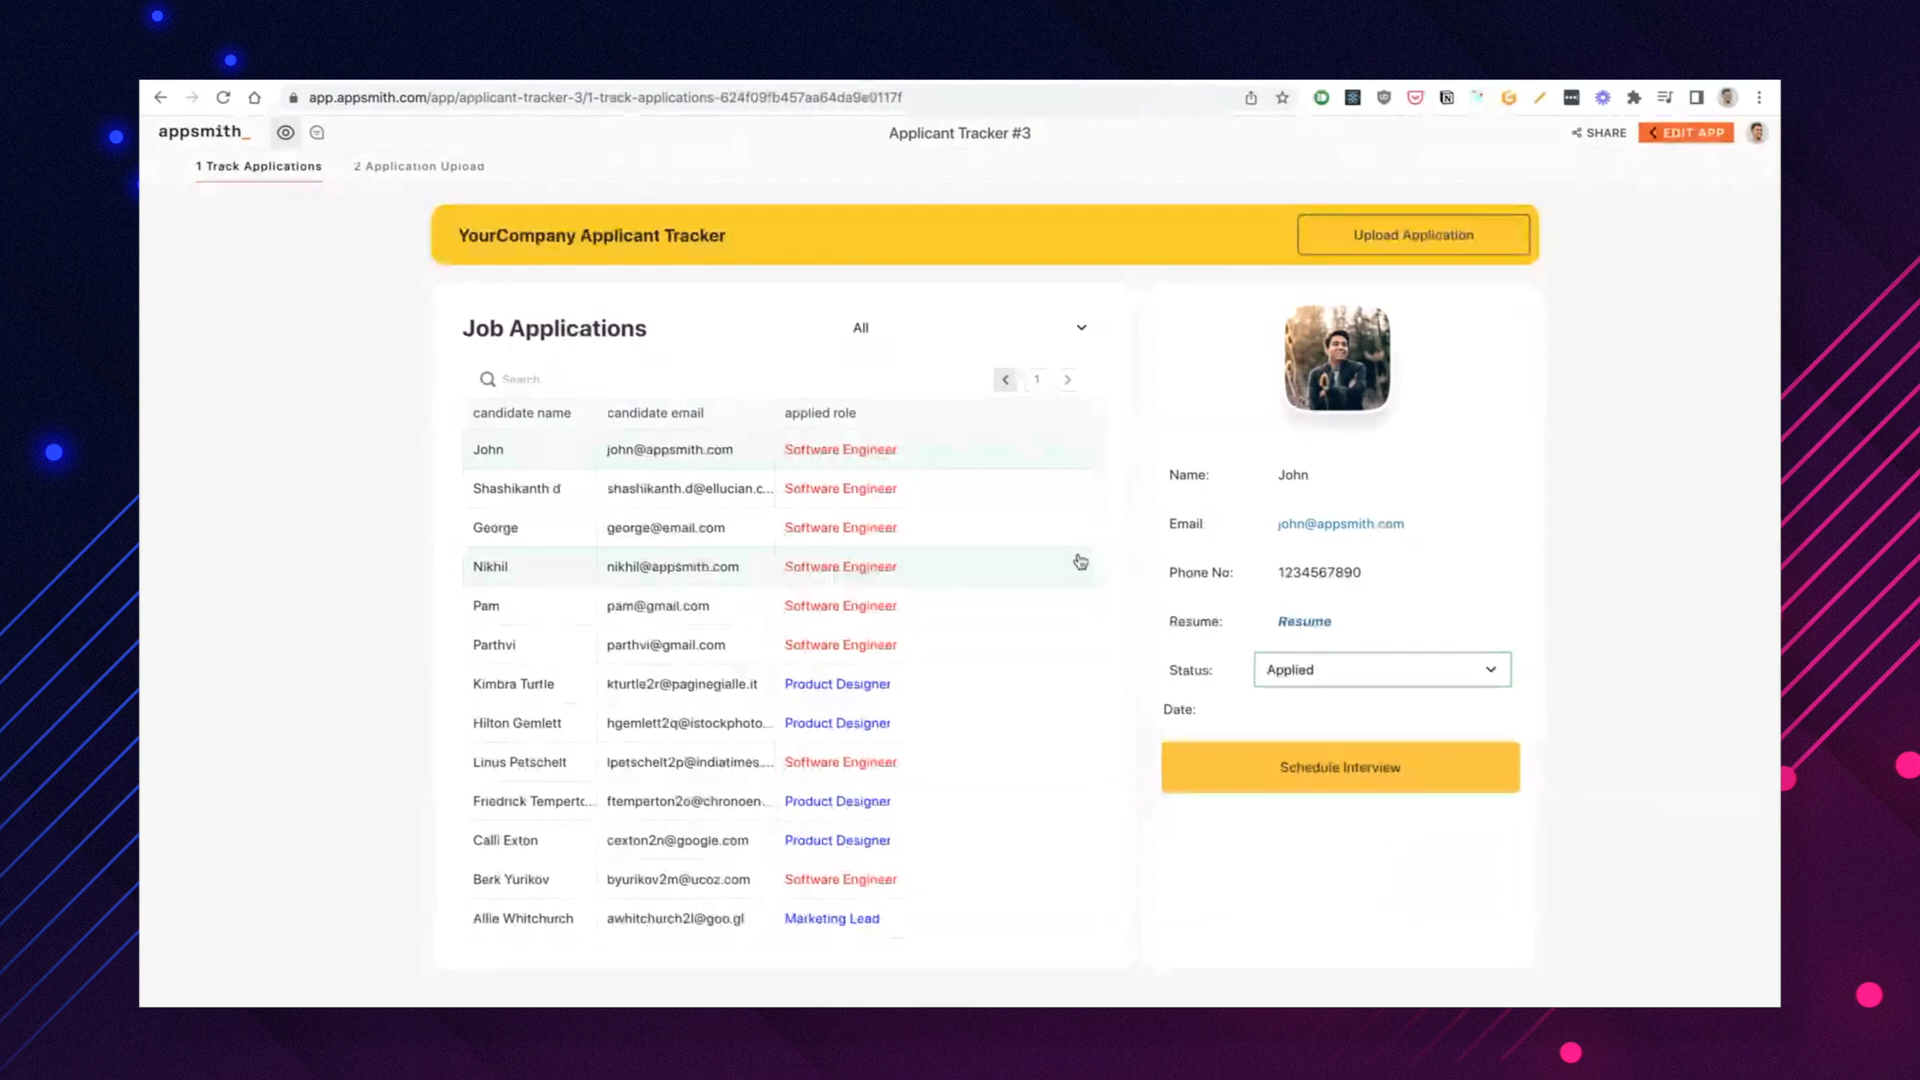 app.appsmith.com/app/applicant-tracker-3/1-track-applications-624f09fb457aa64da9e0117f
appsmith_
Applicant Tracker #3
SHARE
EDIT APP
1 Track Applications
2 Application Upload
YourCompany Applicant Tracker
Upload Application
Job Applications
All
Search
1
candidate name candidate email applied role
John john@appsmith.com Software Engineer
Shashikanth d shashikanth.d@ellucian.c... Software Engineer
George george@email.com Software Engineer
Nikhil nikhil@appsmith.com Software Engineer
Pam pam@gmail.com Software Engineer
Parthvi parthvi@gmail.com Software Engineer
Kimbra Turtle kturtle2r@paginegialle.it Product Designer
Hilton Gemlett hgemlett2q@istockphoto... Product Designer
Linus Petschelt lpetschelt2p@indiatimes.... Software Engineer
Friedrick Tempertc... ftemperton2o@chronoen... Product Designer
Calli Exton cexton2n@google.com Product Designer
Berk Yurikov byurikov2m@ucoz.com Software Engineer
Allie Whitchurch awhitchurch2l@goo.gl Marketing Lead
Name: John
Email john@appsmith.com
Phone No: 1234567890
Resume: Resume
Status: Applied
Date:
Schedule Interview